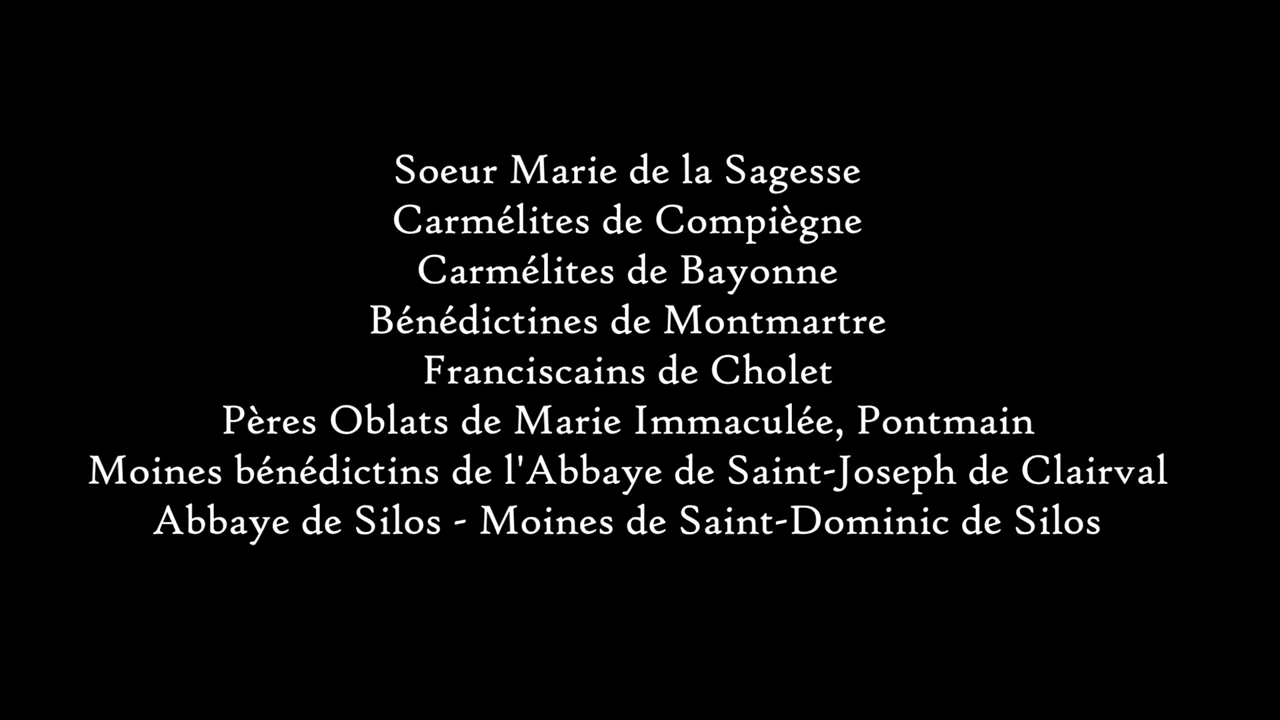 Soeur Marie de la Sagesse
Carmélites de Compiègne
Carmélites de Bayonne
Bénédictines de Montmartre
Franciscains de Cholet
Pères Oblats de Marie Immaculée, Pontmain
Moines bénédictins de l'Abbaye de Saint-Joseph de Clairval
Abbaye de Silos - Moines de Saint-Dominic de Silos